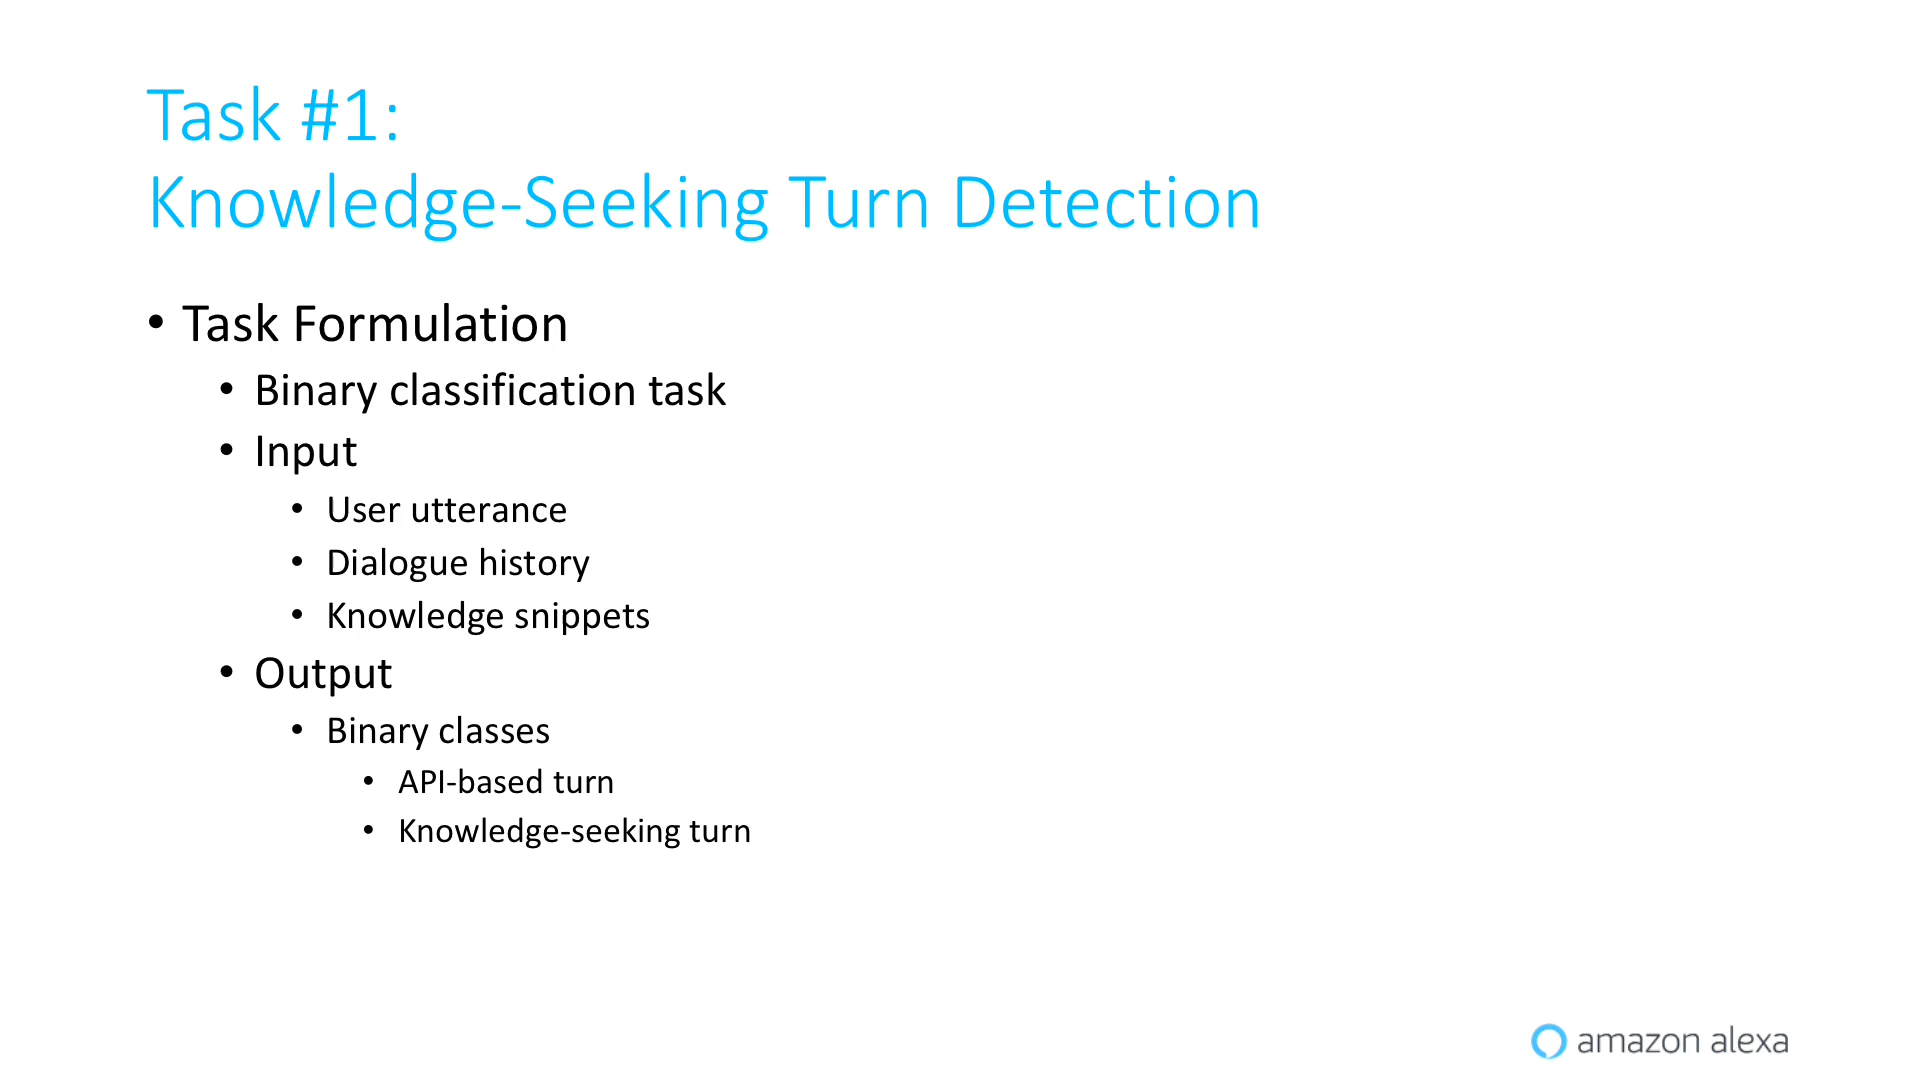 Task #1:
Knowledge-Seeking Turn Detection
• Task Formulation
• Binary classification task
• Input
• User utterance
• Dialogue history
• Knowledge snippets
• Output
• Binary classes
• API-based turn
• Knowledge-seeking turn
amazon alexa